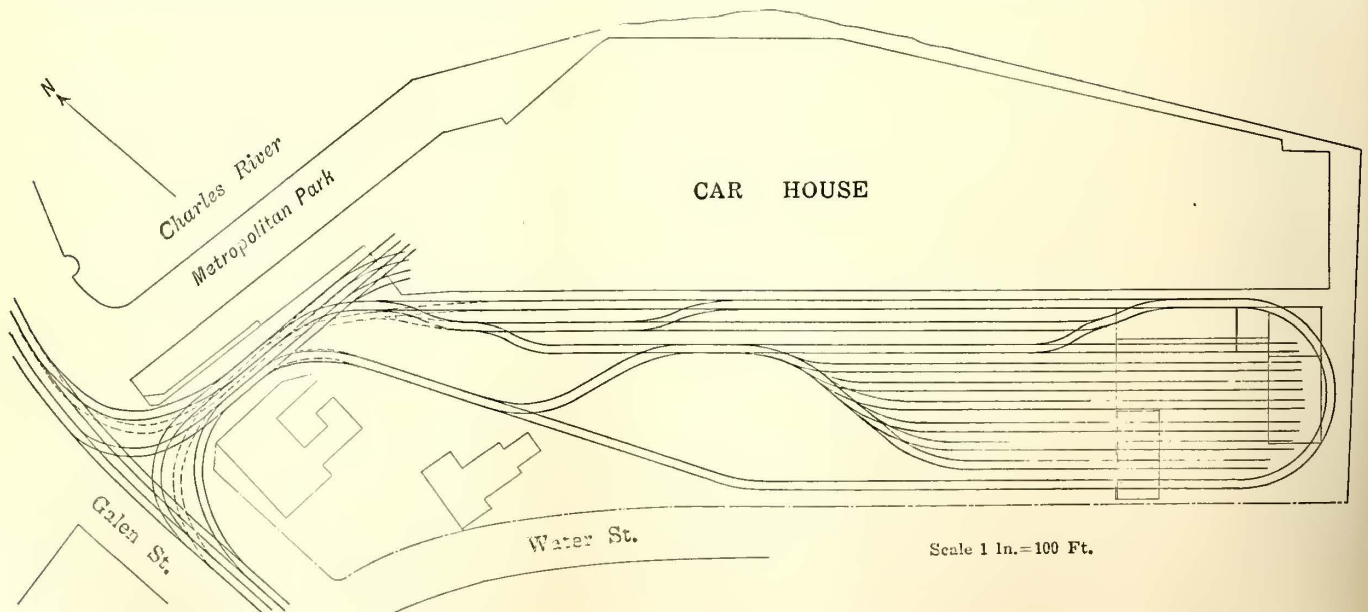 N
Charles River
Metropolitan Park
CAR HOUSE
Galen St.
Water St.
Scale 1 In.=100 Ft.